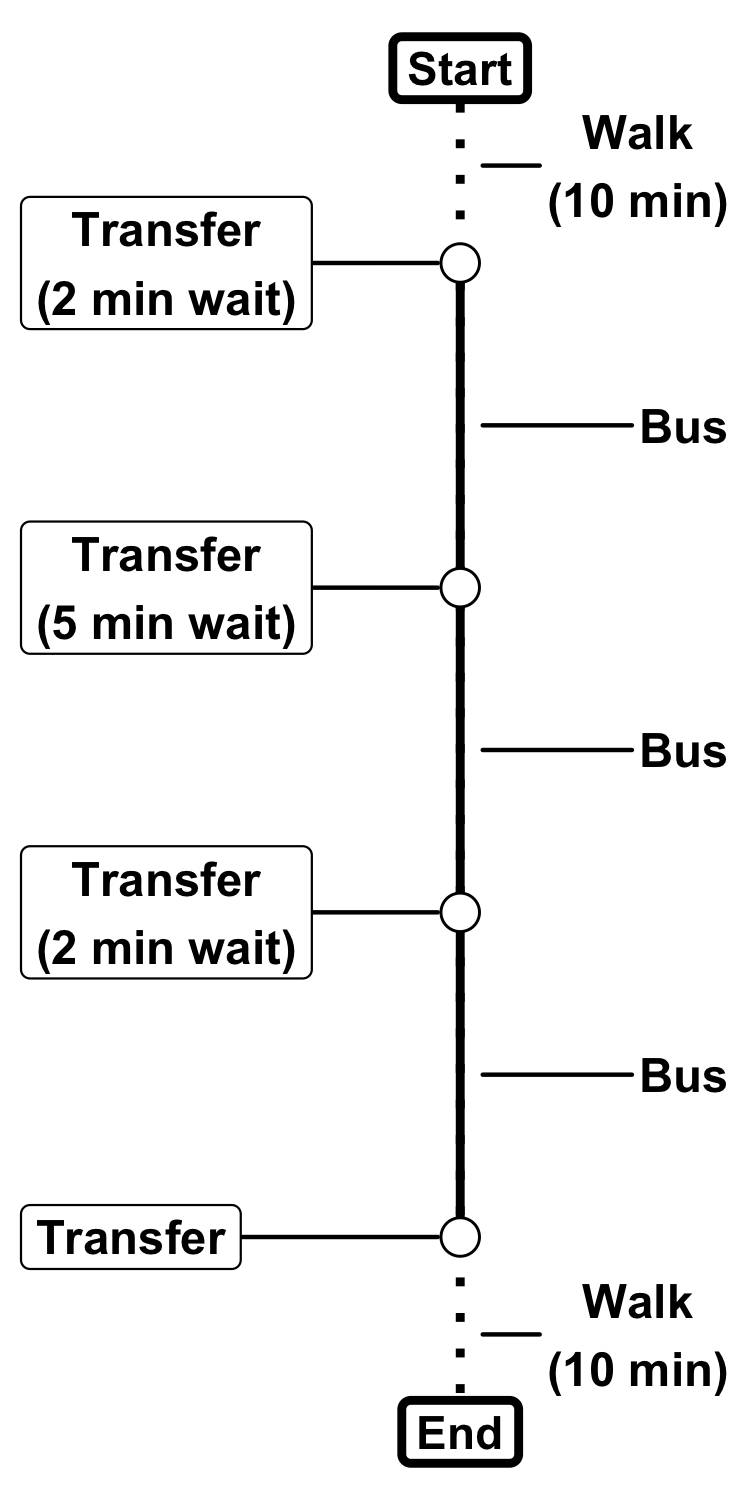 Start
Walk
(10 min)
Transfer
(2 min wait)
Bus
Transfer
(5 min wait)
Bus
Transfer
(2 min wait)
Bus
Transfer
Walk
(10 min)
End